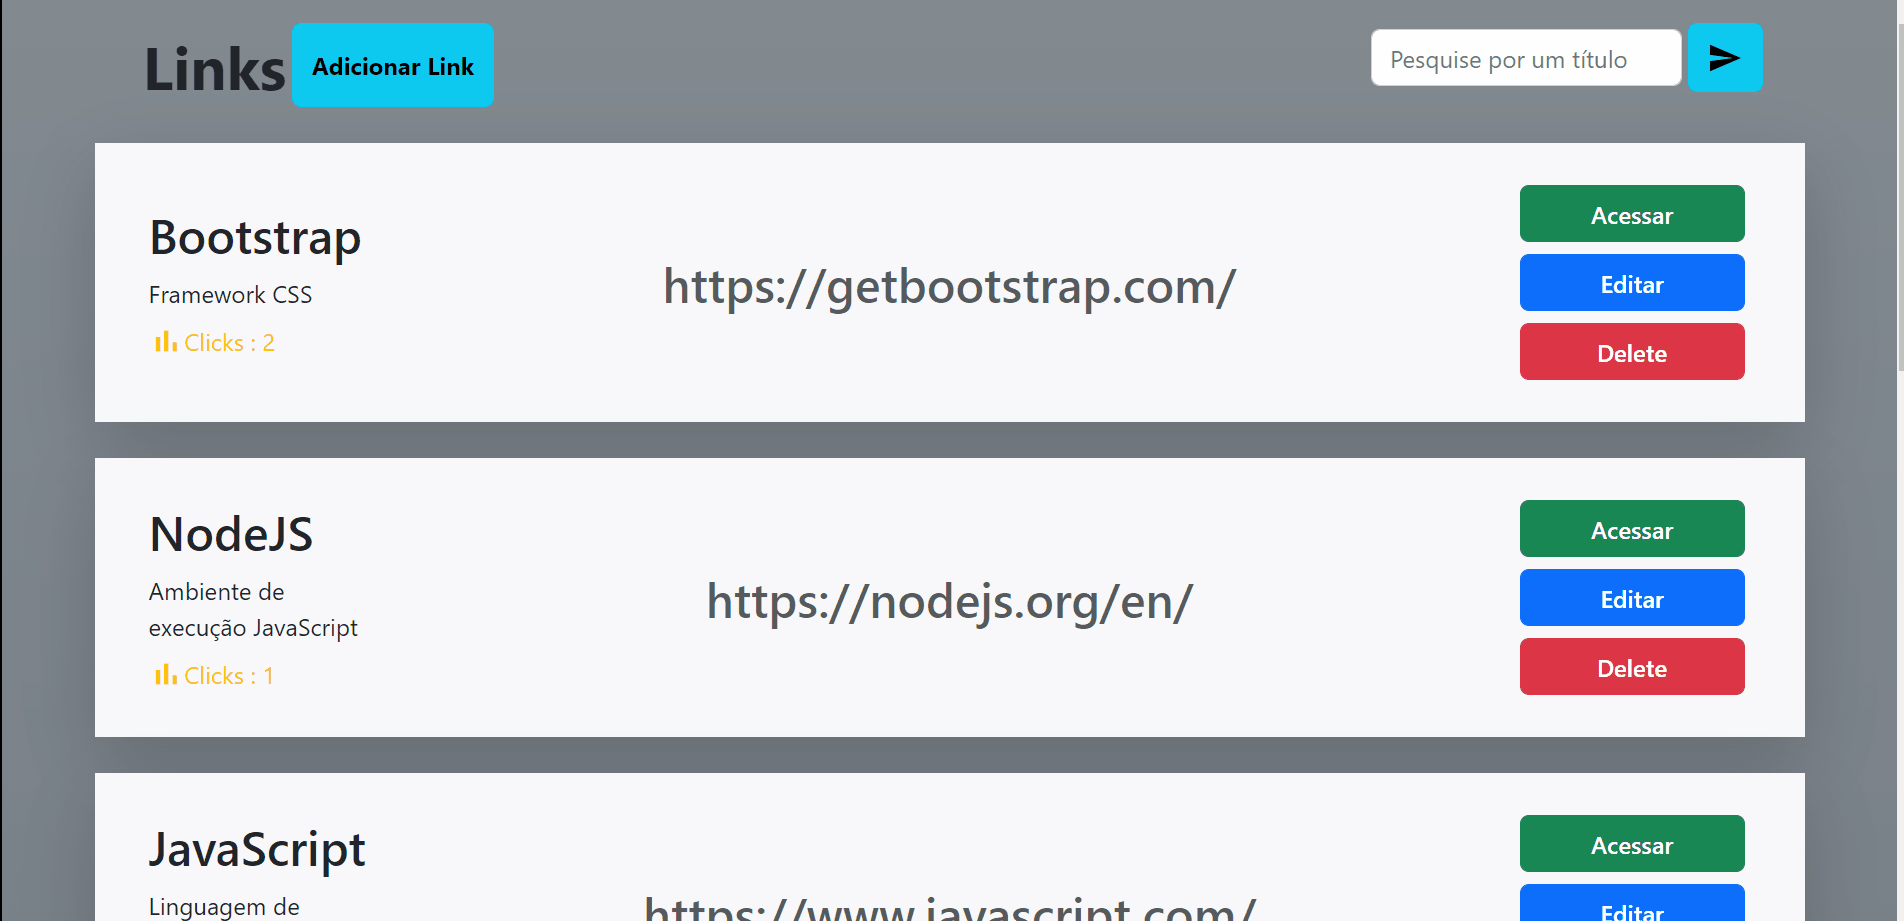 Links
Adicionar Link
Pesquise por um título
Bootstrap
Framework CSS
Clicks : 2
https://getbootstrap.com/
Acessar
Editar
Delete
NodeJS
Ambiente de
execução JavaScript
Clicks : 1
https://nodejs.org/en/
Acessar
Editar
Delete
JavaScript
Linguagem de
https://www.javascript.com/
Acessar
Editar